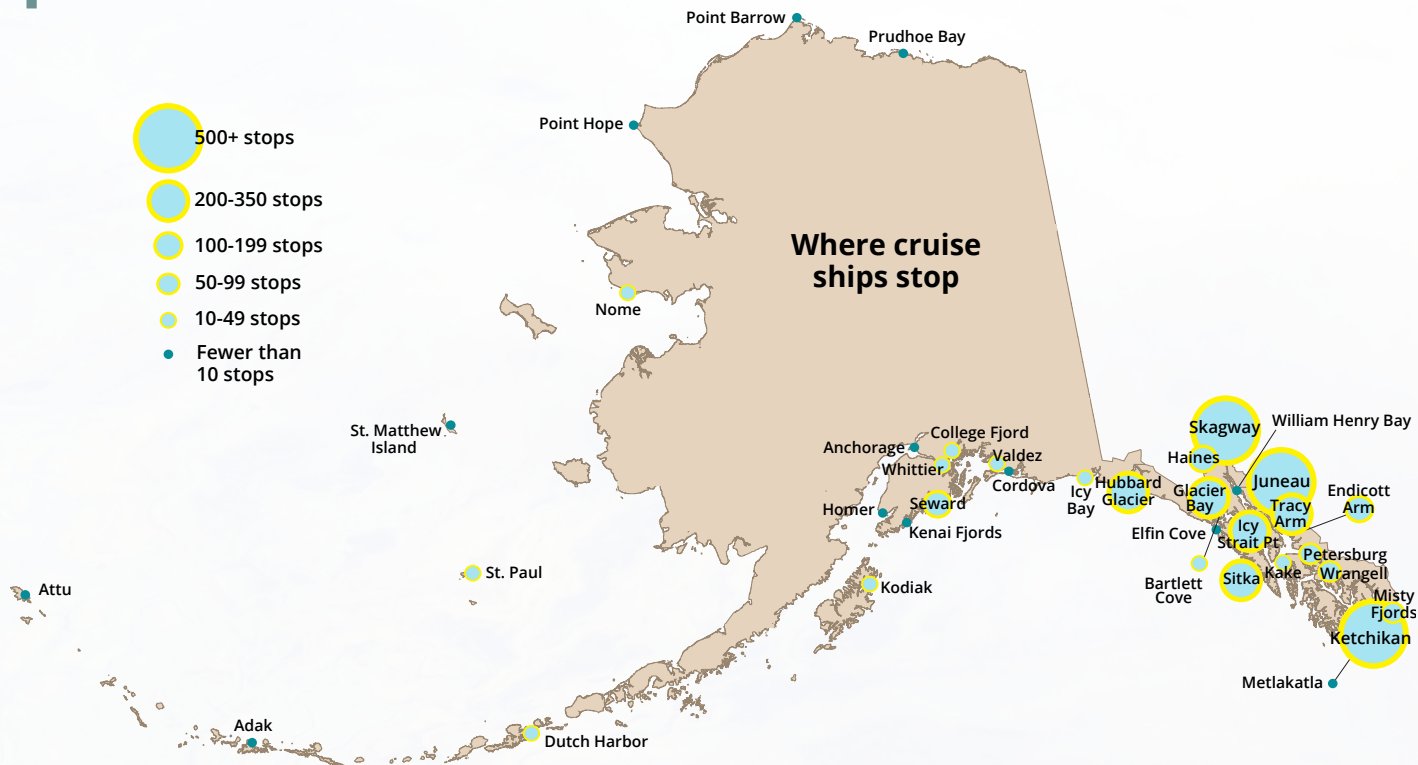 Point Barrow
Prudhoe Bay
Point Hope
500+ stops
200-350 stops
100-199 stops
50-99 stops
10-49 stops
Fewer than
10 stops
Where cruise
ships stop
Nome
St. Matthew
Island
Anchorage
College Fjord
Whittier
Valdez
Cordova
Seward
Homer
Kenai Fjords
Icy
Bay
Hubbard
Glacier
Skagway
William Henry Bay
Haines
Juneau
Glacier
Bay
Tracy
Arm
Endicott
Arm
Elfin Cove
Icy
Strait Pt
Petersburg
Bartlett
Cove
Sitka
Kake
Wrangell
Misty
Fjords
Ketchikan
Metlakatla
St. Paul
Kodiak
Attu
Adak
Dutch Harbor